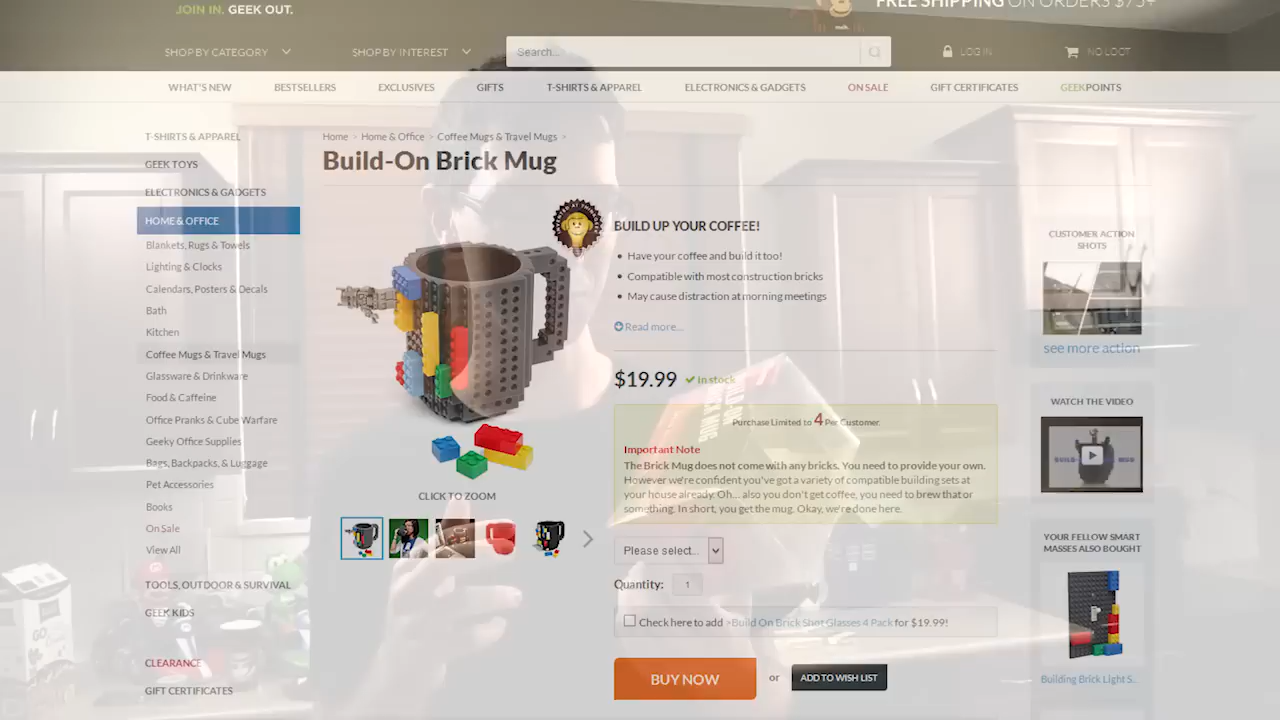 JOIN IN. GEEK OUT.
FREE SHIPPING ON ORDERS $75+
SHOP BY CATEGORY
SHOP BY INTEREST
Search...
LOG IN
NO LOOT
WHAT'S NEW
BESTSELLERS
EXCLUSIVES
GIFTS
T-SHIRTS & APPAREL
ELECTRONICS & GADGETS
ON SALE
GIFT CERTIFICATES
GEEKPOINTS
T-SHIRTS & APPAREL
GEEK TOYS
ELECTRONICS & GADGETS
HOME & OFFICE
Blankets, Rugs & Towels
Lighting & Clocks
Calendars, Posters & Decals
Bath
Kitchen
Coffee Mugs & Travel Mugs
Glassware & Drinkware
Food & Caffeine
Office Pranks & Cube Warfare
Geeky Office Supplies
Bags, Backpacks, & Luggage
Pet Accessories
Books
On Sale
View All
TOOLS, OUTDOOR & SURVIVAL
GEEK KIDS
CLEARANCE
GIFT CERTIFICATES
Home > Home & Office > Coffee Mugs & Travel Mugs >
Build-On Brick Mug
CLICK TO ZOOM
BUILD UP YOUR COFFEE!
Have your coffee and build it too!
Compatible with most construction bricks
May cause distraction at morning meetings
Read more...
$19.99 In stock
Purchase Limited to 4 Per Customer.
Important Note
The Brick Mug does not come with any bricks. You need to provide your own.
However we're confident you've got a variety of compatible building sets at
your house already. Oh... also you don't get coffee, you need to brew that or
something. In short, you get the mug. Okay, we're done here.
Please select...
Quantity: 1
Check here to add >Build On Brick Shot Glasses 4 Pack for $19.99!
BUY NOW
or
ADD TO WISH LIST
CUSTOMER ACTION
SHOTS
see more action
WATCH THE VIDEO
YOUR FELLOW SMART
MASSES ALSO BOUGHT
Building Brick Light S...